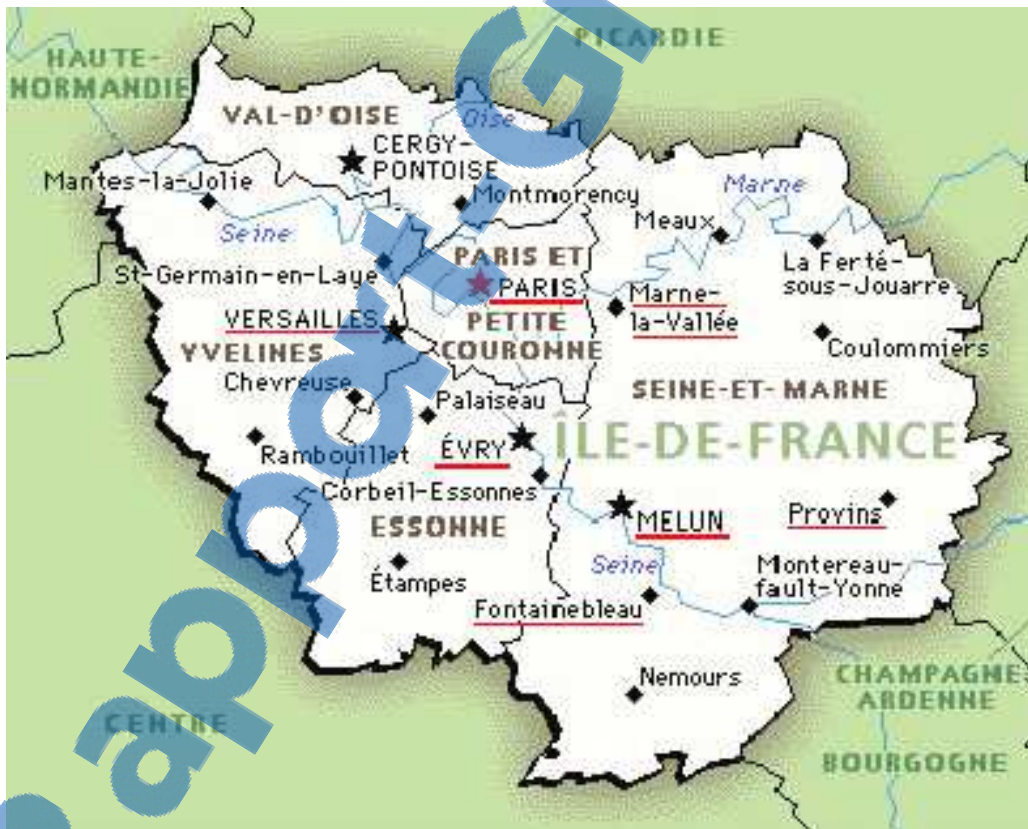 PICARDIE
HAUTE-
NORMANDIE
VAL-D'OISE
Oise
CERGY-
PONTOISE
Mantes-la-Jolie
Montmorency
Marne
Meaux
Seine
St-Germain-en-Laye
PARIS ET
PARIS
PETITE
COURONNE
La Ferté-
sous-Jouarre
Marne-
la-Vallée
VERSAILLES
YVELINES
Coulommiers
Chevreuse
Palaiseau
SEINE-ET-MARNE
ÎLE-DE-FRANCE
Rambouillet
ÉVRY
Corbeil-Essonnes
ESSONNE
MELUN
Provins
Étampes
Seine
Montereau-
fault-Yonne
Fontainebleau
Nemours
CHAMPAGNE
ARDENNE
CENTRE
BOURGOGNE
apport-G